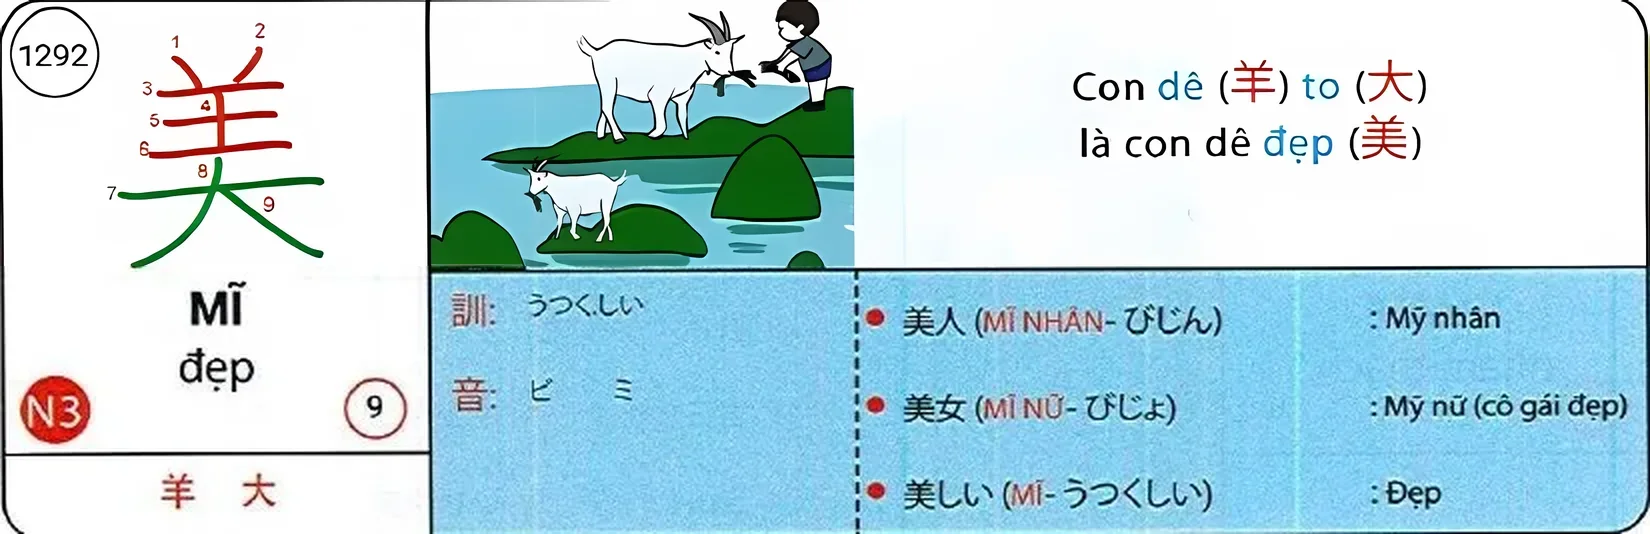 1292
1 2
3
4
5
6
7
8
9
美
MĨ
đẹp
N3
9
羊 大
Con dê (羊) to (大)
là con dê đẹp (美)
訓: うつく.しい
音: ビ ミ
● 美人 (MĨ NHÂN- びじん) : Mỹ nhân
● 美女 (MĨ NỮ- びじょ) : Mỹ nữ (cô gái đẹp)
● 美しい (MĨ- うつくしい) : Đẹp